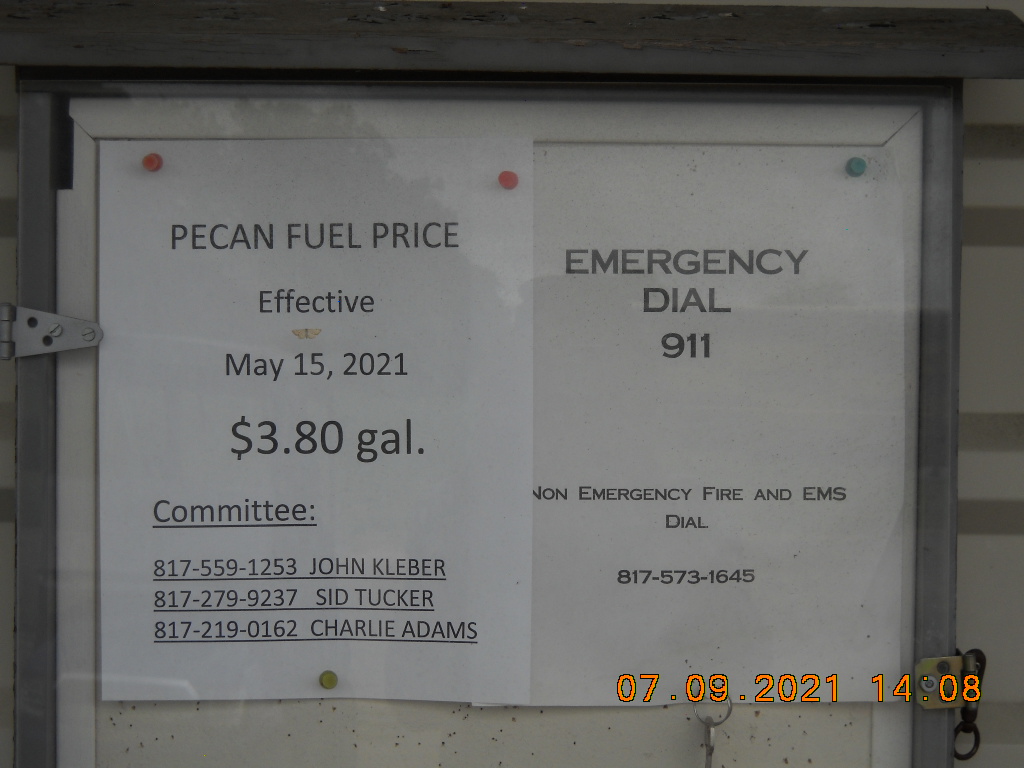 PECAN FUEL PRICE
Effective
May 15, 2021
$3.80 gal.
Committee:
817-559-1253 JOHN KLEBER
817-279-9237 SID TUCKER
817-219-0162 CHARLIE ADAMS
EMERGENCY
DIAL
911
NON EMERGENCY FIRE AND EMS
DIAL
817-573-1645
07.09.2021 14:08